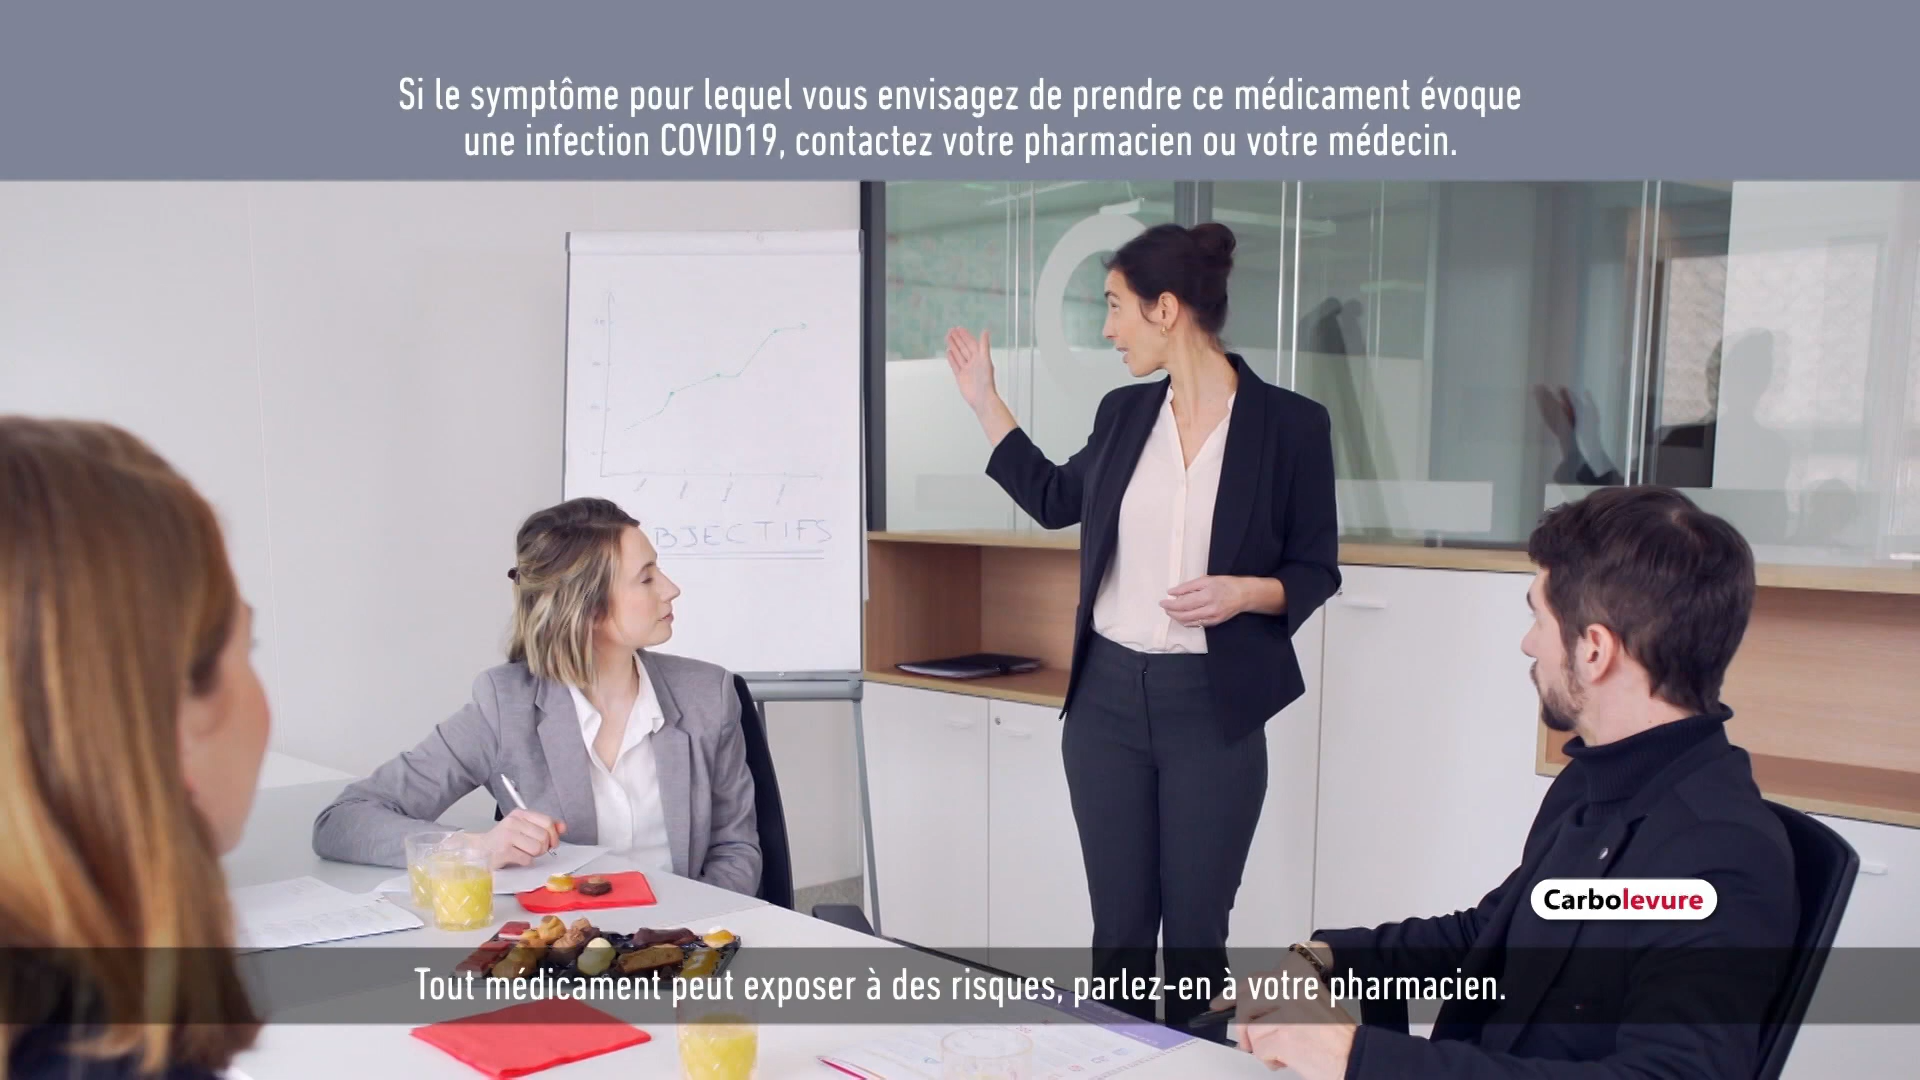 Si le symptôme pour lequel vous envisagez de prendre ce médicament évoque
une infection COVID19, contactez votre pharmacien ou votre médecin.
BJECTIFS
Carbolevure
Tout médicament peut exposer à des risques, parlez-en à votre pharmacien.